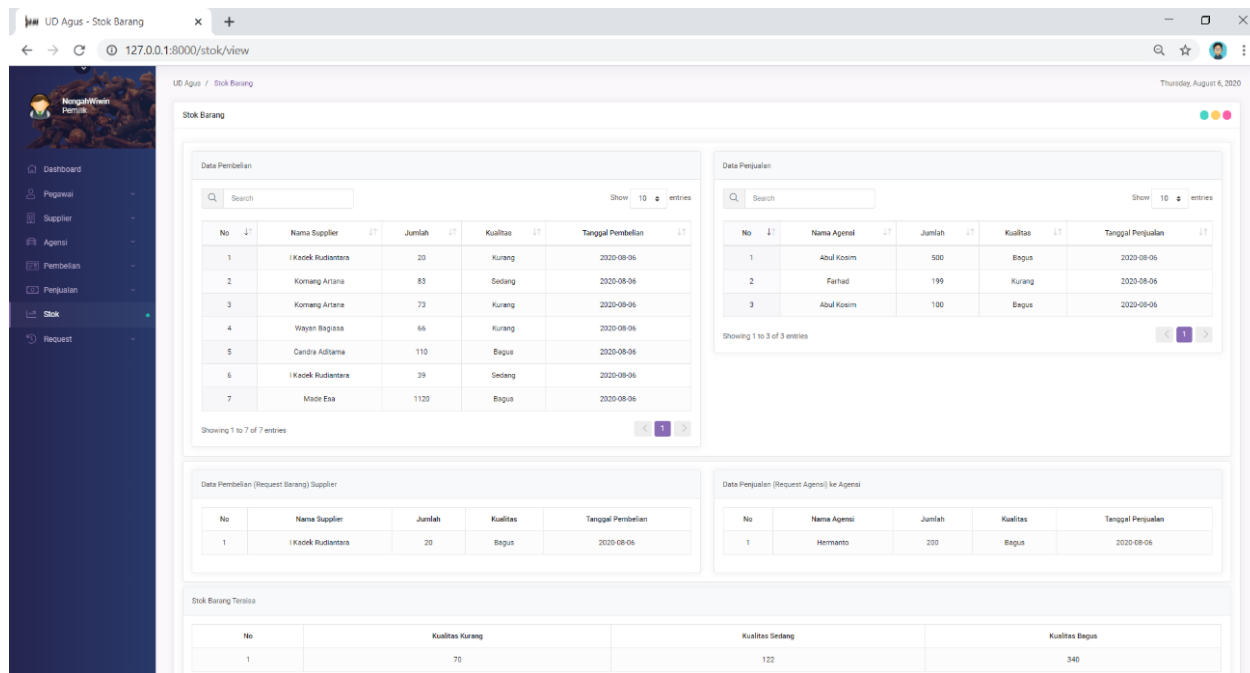 UD Agus - Stok Barang
127.0.0.1:8000/stok/view
NengahWiwin
Pemilik
Dashboard
Pegawai
Supplier
Agensi
Pembelian
Penjualan
Stok
Request
UD Agus / Stok Barang
Thursday, August 6, 2020
Stok Barang
Data Pembelian
Search
Show 10 entries
No Nama Supplier Jumlah Kualitas Tanggal Pembelian
1 I Kadek Rudiantara 20 Kurang 2020-08-06
2 Komang Artana 83 Sedang 2020-08-06
3 Komang Artana 73 Kurang 2020-08-06
4 Wayan Bagiasa 66 Kurang 2020-08-06
5 Candra Aditama 110 Bagus 2020-08-06
6 I Kadek Rudiantara 39 Sedang 2020-08-06
7 Made Esa 1120 Bagus 2020-08-06
Showing 1 to 7 of 7 entries
1
Data Penjualan
Search
Show 10 entries
No Nama Agensi Jumlah Kualitas Tanggal Penjualan
1 Abul Kosim 500 Bagus 2020-08-06
2 Farhad 199 Kurang 2020-08-06
3 Abul Kosim 100 Bagus 2020-08-06
Showing 1 to 3 of 3 entries
1
Data Pembelian (Request Barang) Supplier
No Nama Supplier Jumlah Kualitas Tanggal Pembelian
1 I Kadek Rudiantara 20 Bagus 2020-08-06
Data Penjualan (Request Agensi) ke Agensi
No Nama Agensi Jumlah Kualitas Tanggal Penjualan
1 Hermanto 200 Bagus 2020-08-06
Stok Barang Tersisa
No Kualitas Kurang Kualitas Sedang Kualitas Bagus
1 70 122 340